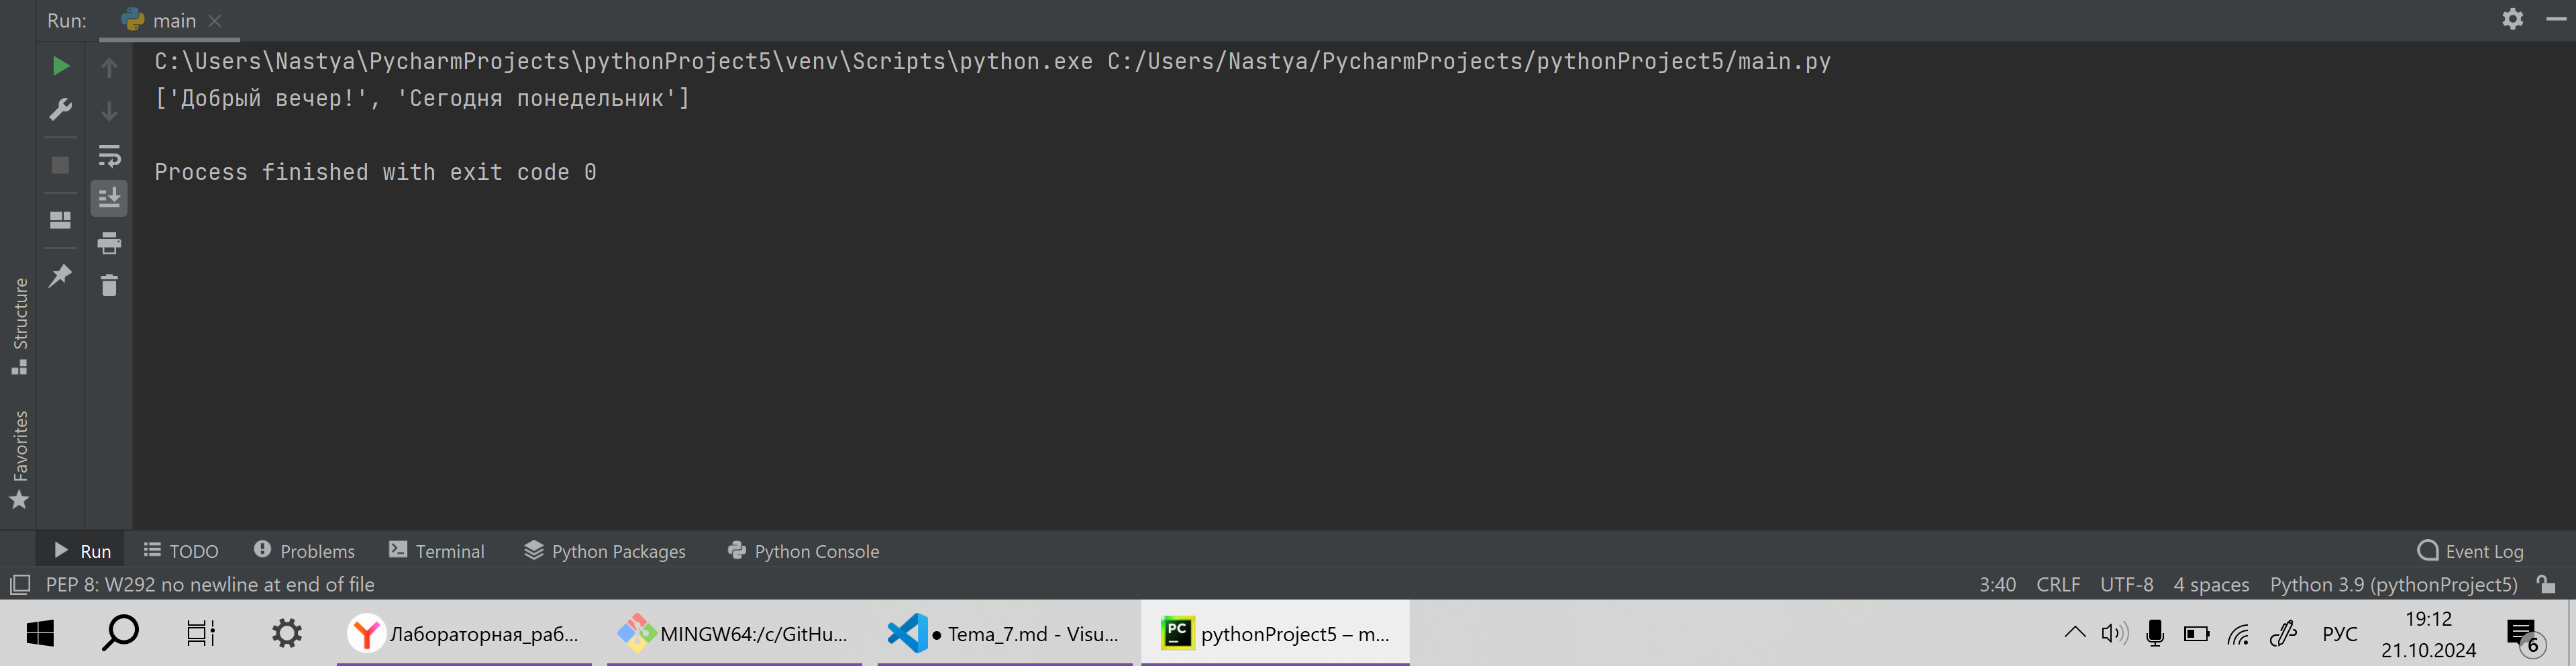 Run: main
C:\Users\Nastya\PycharmProjects\pythonProject5\venv\Scripts\python.exe C:/Users/Nastya/PycharmProjects/pythonProject5/main.py
['Добрый вечер!', 'Сегодня понедельник']
Process finished with exit code 0
Structure
Favorites
Run TODO Problems Terminal Python Packages Python Console Event Log
PEP 8: W292 no newline at end of file 3:40 CRLF UTF-8 4 spaces Python 3.9 (pythonProject5)
Лабораторная_раб... MINGW64:/c/GitHu... ● Tema_7.md - Visu... PC pythonProject5 – m... РУС 19:12
21.10.2024 6